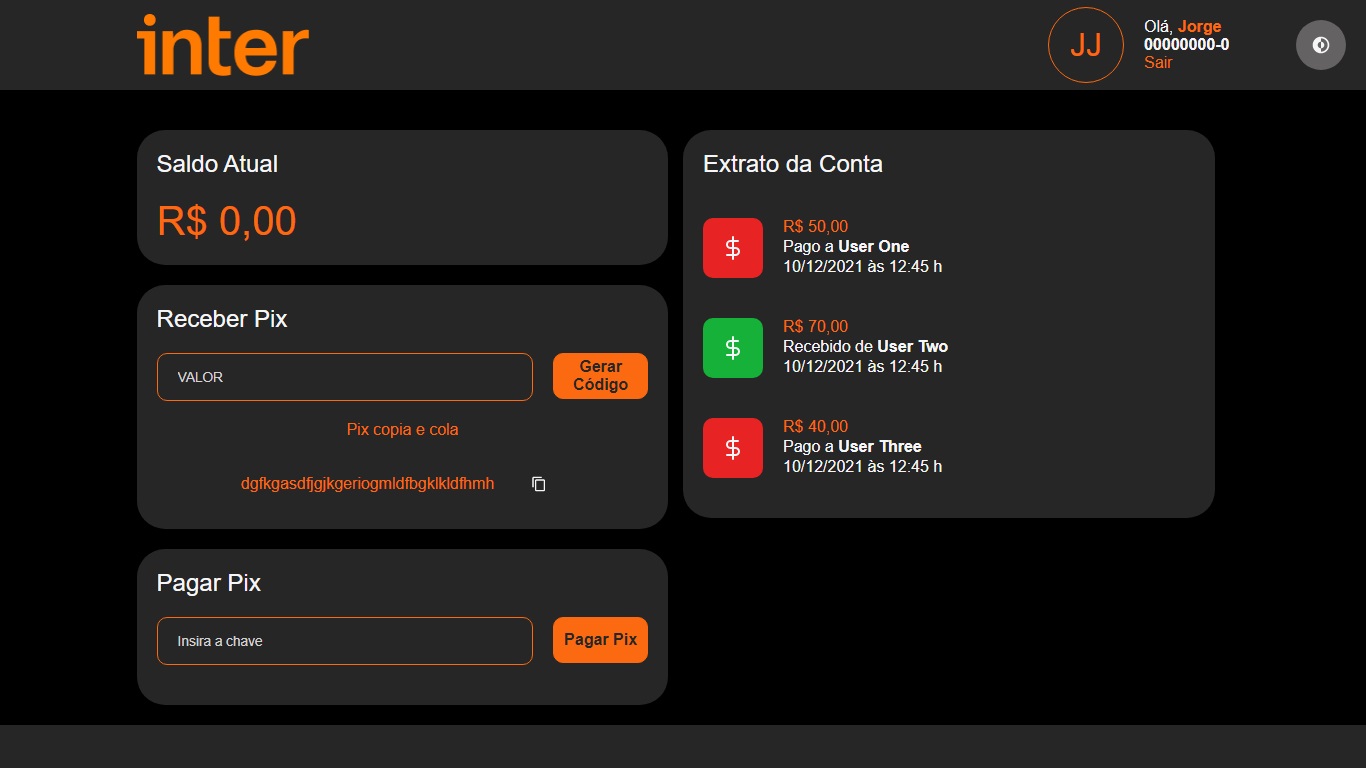 inter
JJ
Olá, Jorge
00000000-0
Sair
Saldo Atual
R$ 0,00
Receber Pix
VALOR
Gerar
Código
Pix copia e cola
dgfkgasdfjgjkgeriogmldfbgklkldfhmh
Pagar Pix
Insira a chave
Pagar Pix
Extrato da Conta
$
R$ 50,00
Pago a User One
10/12/2021 às 12:45 h
$
R$ 70,00
Recebido de User Two
10/12/2021 às 12:45 h
$
R$ 40,00
Pago a User Three
10/12/2021 às 12:45 h